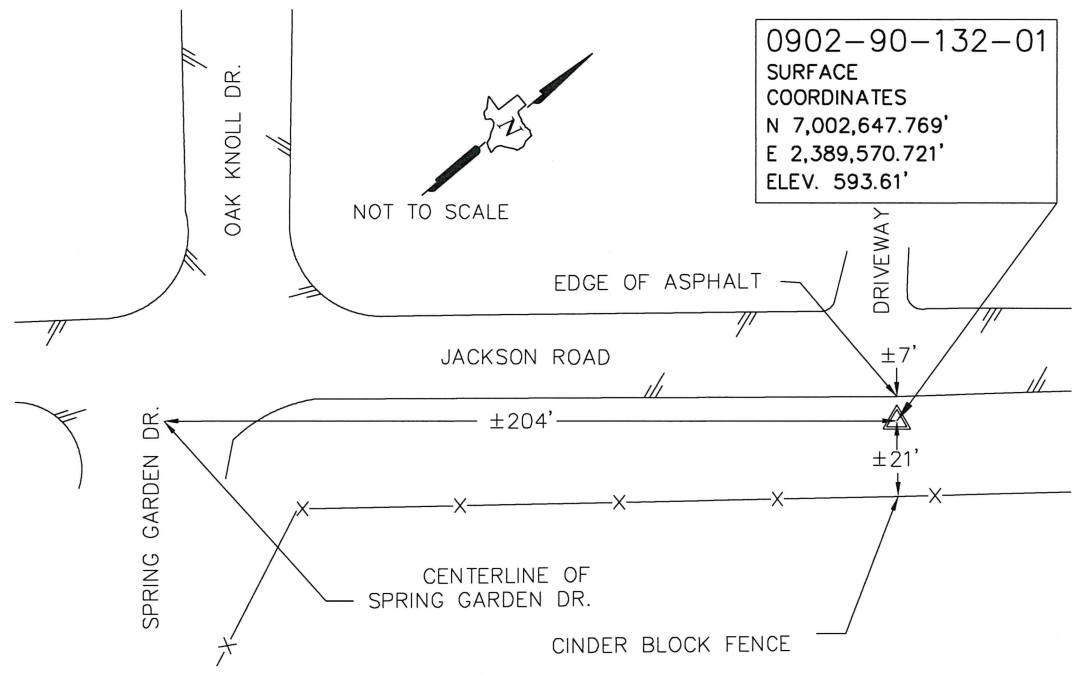 0902-90-132-01
SURFACE
COORDINATES
N 7,002,647.769'
E 2,389,570.721'
ELEV. 593.61'
OAK KNOLL DR.
N
NOT TO SCALE
DRIVEWAY
EDGE OF ASPHALT
JACKSON ROAD
±7'
±204'
±21'
SPRING GARDEN DR.
CENTERLINE OF
SPRING GARDEN DR.
CINDER BLOCK FENCE